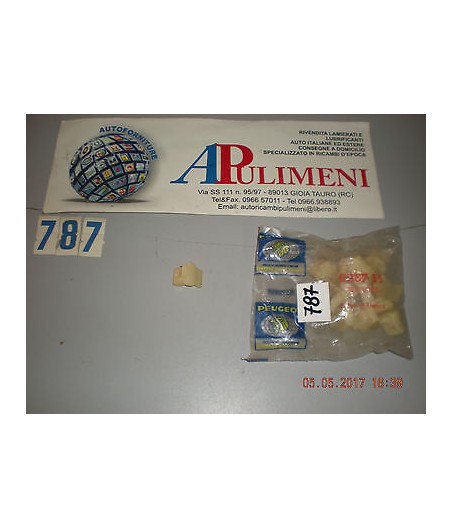 AUTOFORNITURE
RIVENDITA LAMIERATI E
LUBRIFICANTI
AUTO ITALIANE ED ESTERE
CONSEGNE A DOMICILIO
SPECIALIZZATO IN RICAMBI D'EPOCA
APULIMENI
Via SS 111 n. 95/97 - 89013 GIOIA TAURO (RC)
Tel&Fax. 0966 57011 - Tel 0966.938893
Email: autoricambipulimeni@libero.it
787
787
PEUGEO
05.05.2017 18:38